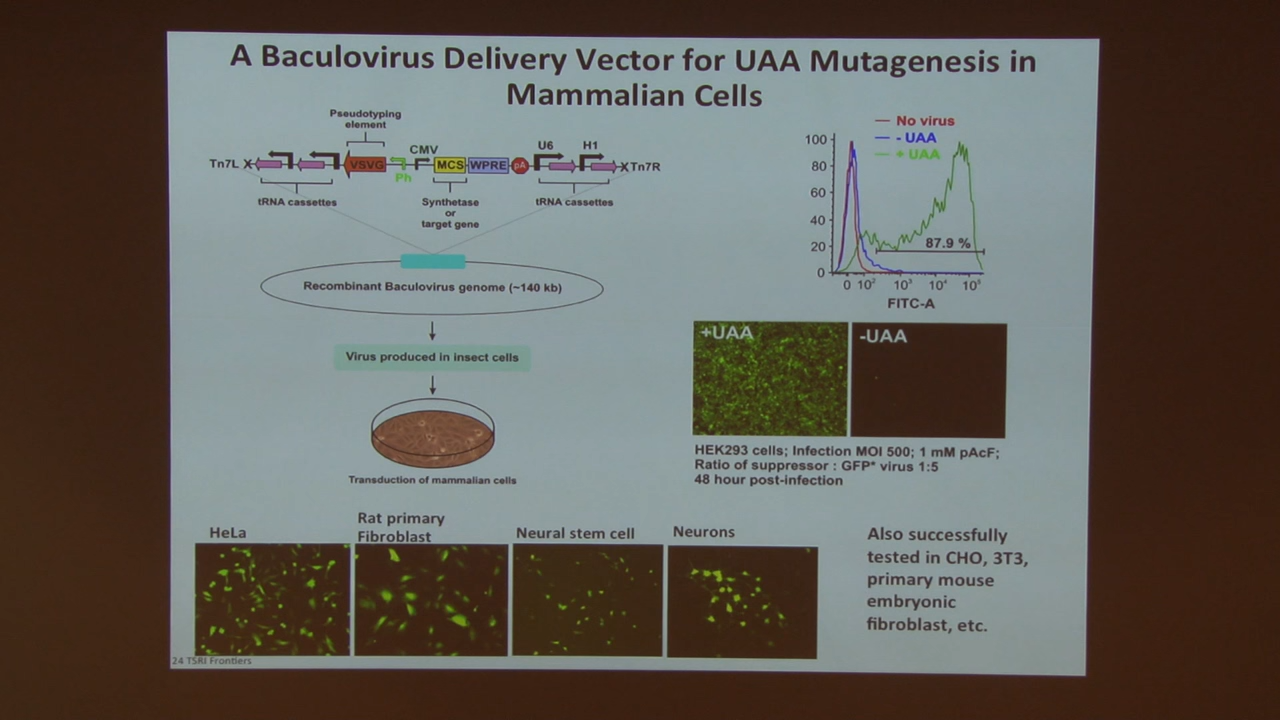 A Baculovirus Delivery Vector for UAA Mutagenesis in
Mammalian Cells
Pseudotyping
element
Tn7L
VSVG
Ph
CMV
MCS
WPRE
pA
U6
H1
Tn7R
tRNA cassettes
Synthetase
or
target gene
tRNA cassettes
Recombinant Baculovirus genome (~140 kb)
Virus produced in insect cells
Transduction of mammalian cells
No virus
- UAA
+ UAA
100
80
60
40
20
0
87.9 %
0 10² 10³ 10⁴ 10⁵
FITC-A
+UAA
-UAA
HEK293 cells; Infection MOI 500; 1 mM pAcF;
Ratio of suppressor : GFP* virus 1:5
48 hour post-infection
HeLa
Rat primary
Fibroblast
Neural stem cell
Neurons
Also successfully
tested in CHO, 3T3,
primary mouse
embryonic
fibroblast, etc.
24 TSRI Frontiers